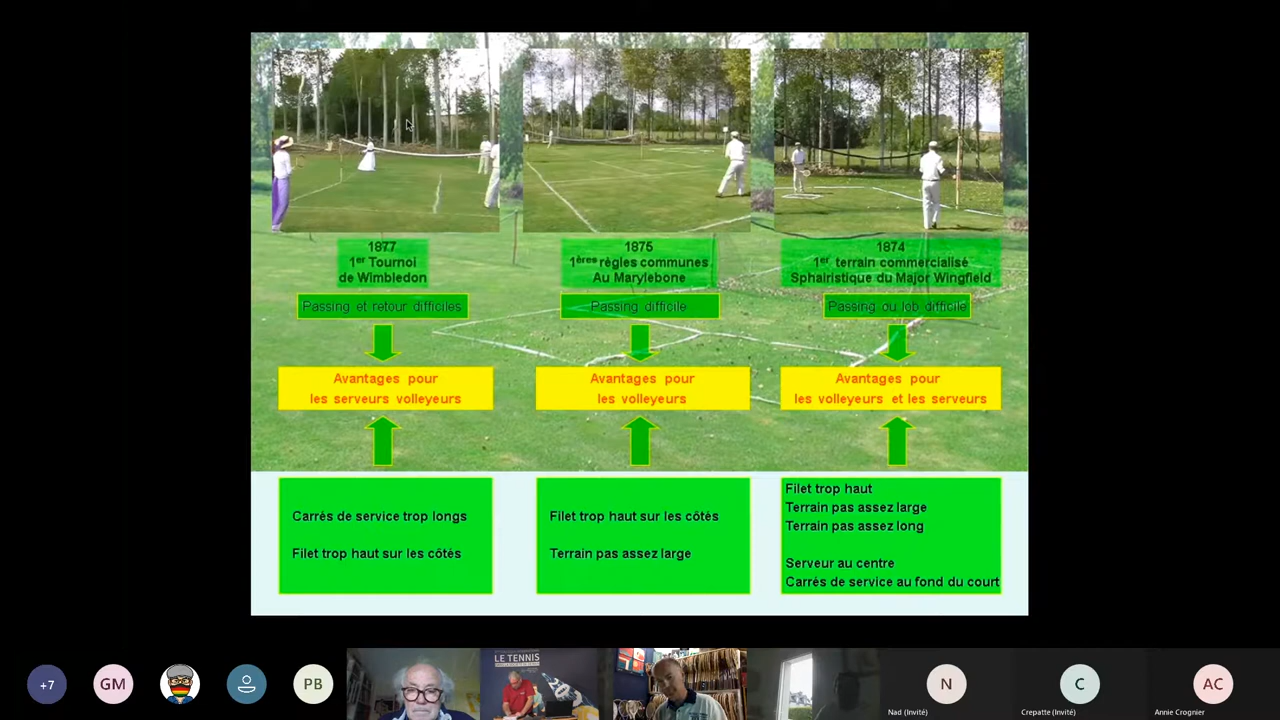 1877
1er Tournoi
de Wimbledon
Passing et retour difficiles
Avantages pour
les serveurs volleyeurs
Carrés de service trop longs
Filet trop haut sur les côtés
1875
1ères règles communes
Au Marylebone
Passing difficile
Avantages pour
les volleyeurs
Filet trop haut sur les côtés
Terrain pas assez large
1874
1er terrain commercialisé
Sphairistique du Major Wingfield
Passing ou lob difficile
Avantages pour
les volleyeurs et les serveurs
Filet trop haut
Terrain pas assez large
Terrain pas assez long
Serveur au centre
Carrés de service au fond du court
+7
GM
PB
LE TENNIS
N
Nad (Invité)
C
Crepatte (Invité)
AC
Annie Crognier